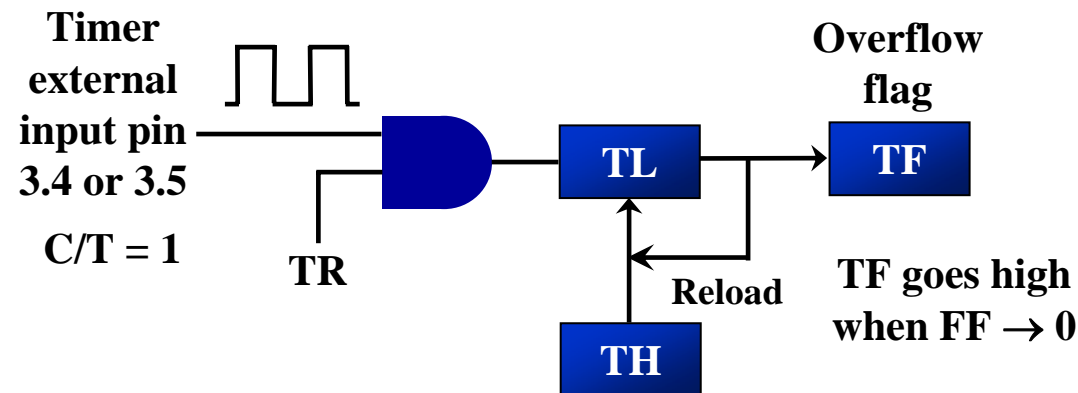 Timer
external
input pin
3.4 or 3.5
C/T = 1
TR
TL
Overflow
flag
TF
Reload
TH
TF goes high
when FF → 0